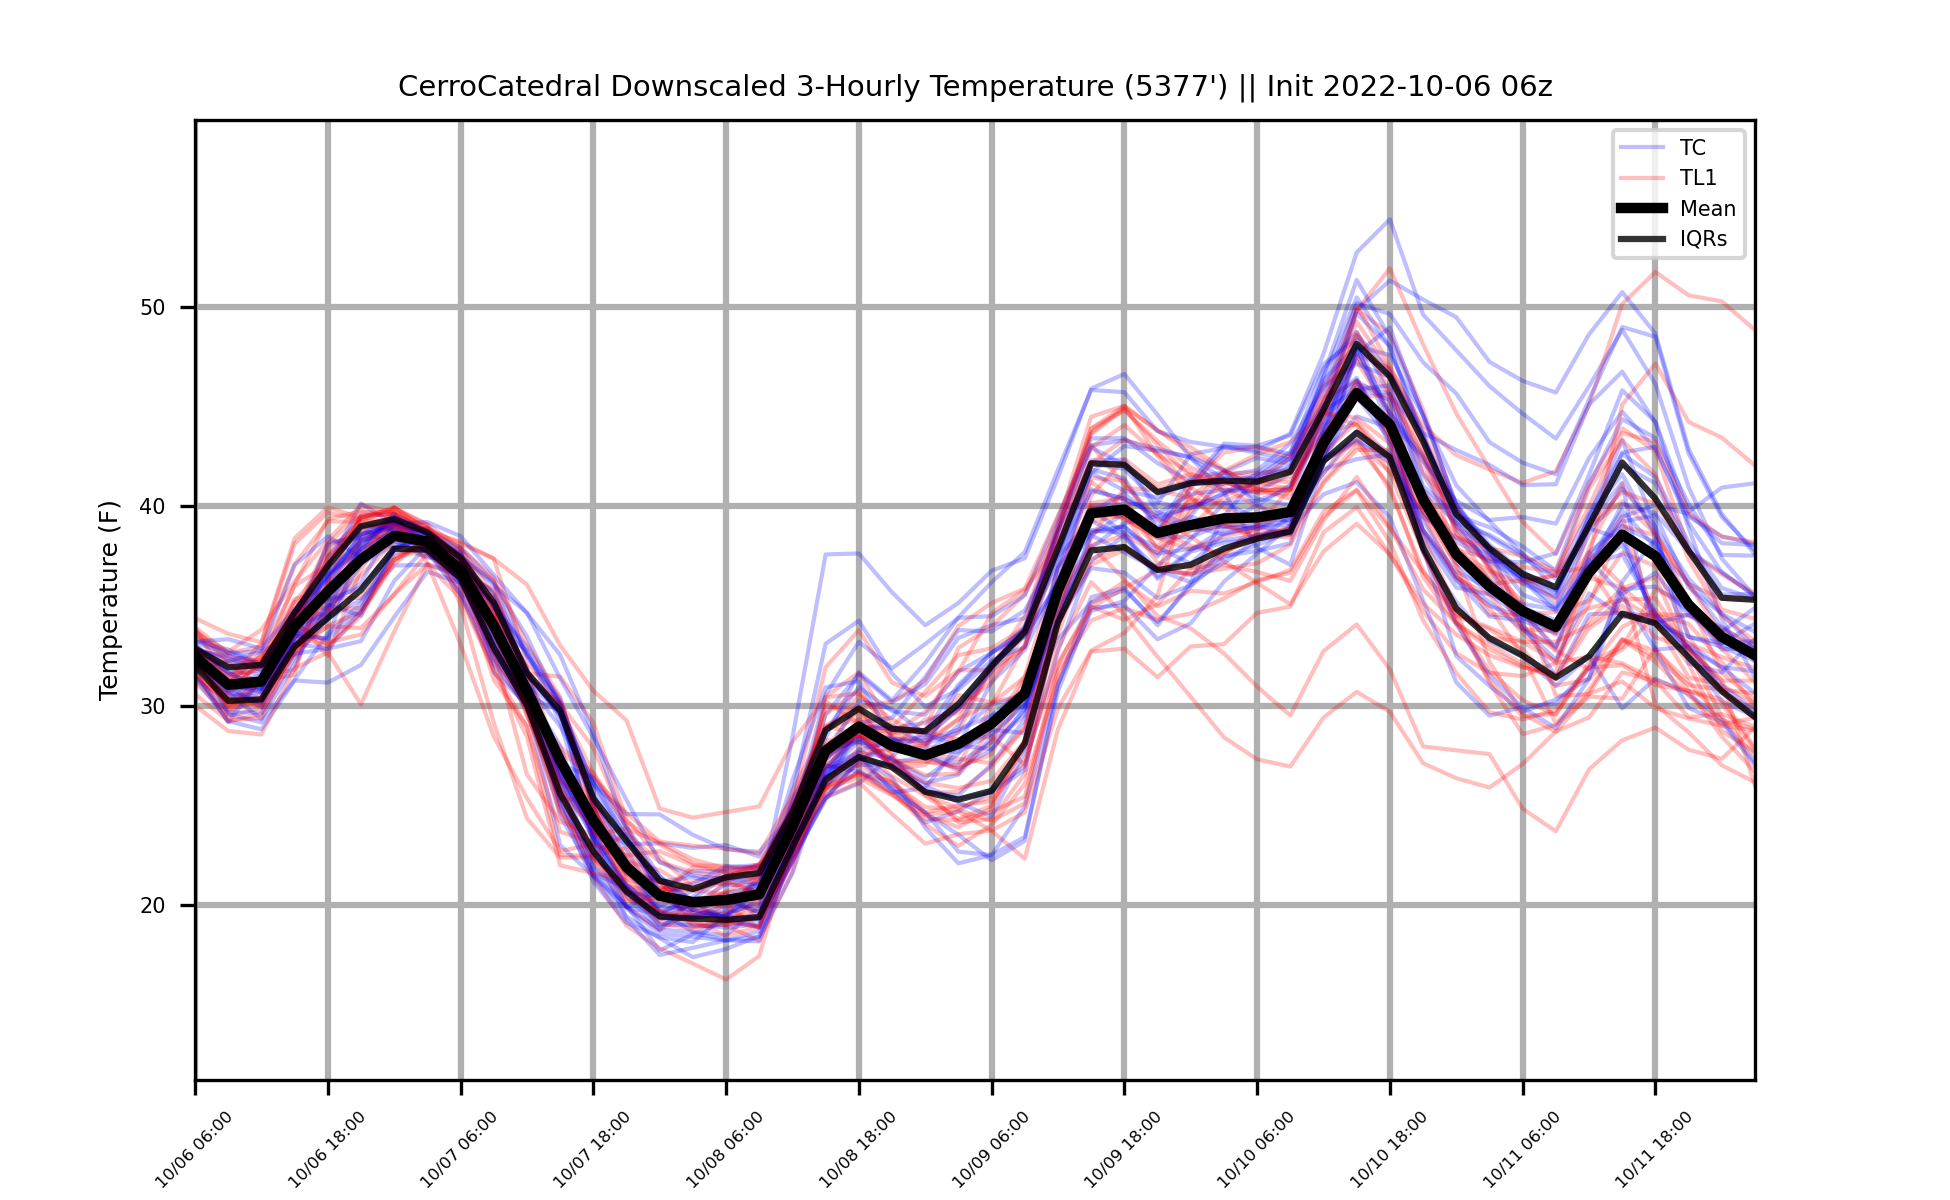 CerroCatedral Downscaled 3-Hourly Temperature (5377') || Init 2022-10-06 06z
TC
TL1
Mean
IQRs
Temperature (F)
50
40
30
20
10/06 06:00
10/06 18:00
10/07 06:00
10/07 18:00
10/08 06:00
10/08 18:00
10/09 06:00
10/09 18:00
10/10 06:00
10/10 18:00
10/11 06:00
10/11 18:00